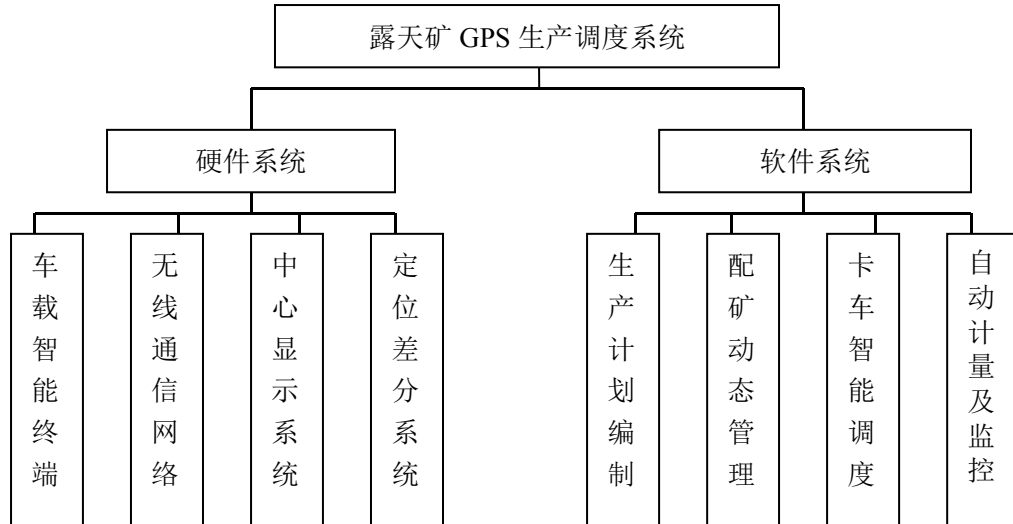 露天矿 GPS 生产调度系统
硬件系统
软件系统
车载智能终端
无线通信网络
中心显示系统
定位差分系统
生产计划编制
配矿动态管理
卡车智能调度
自动计量及监控